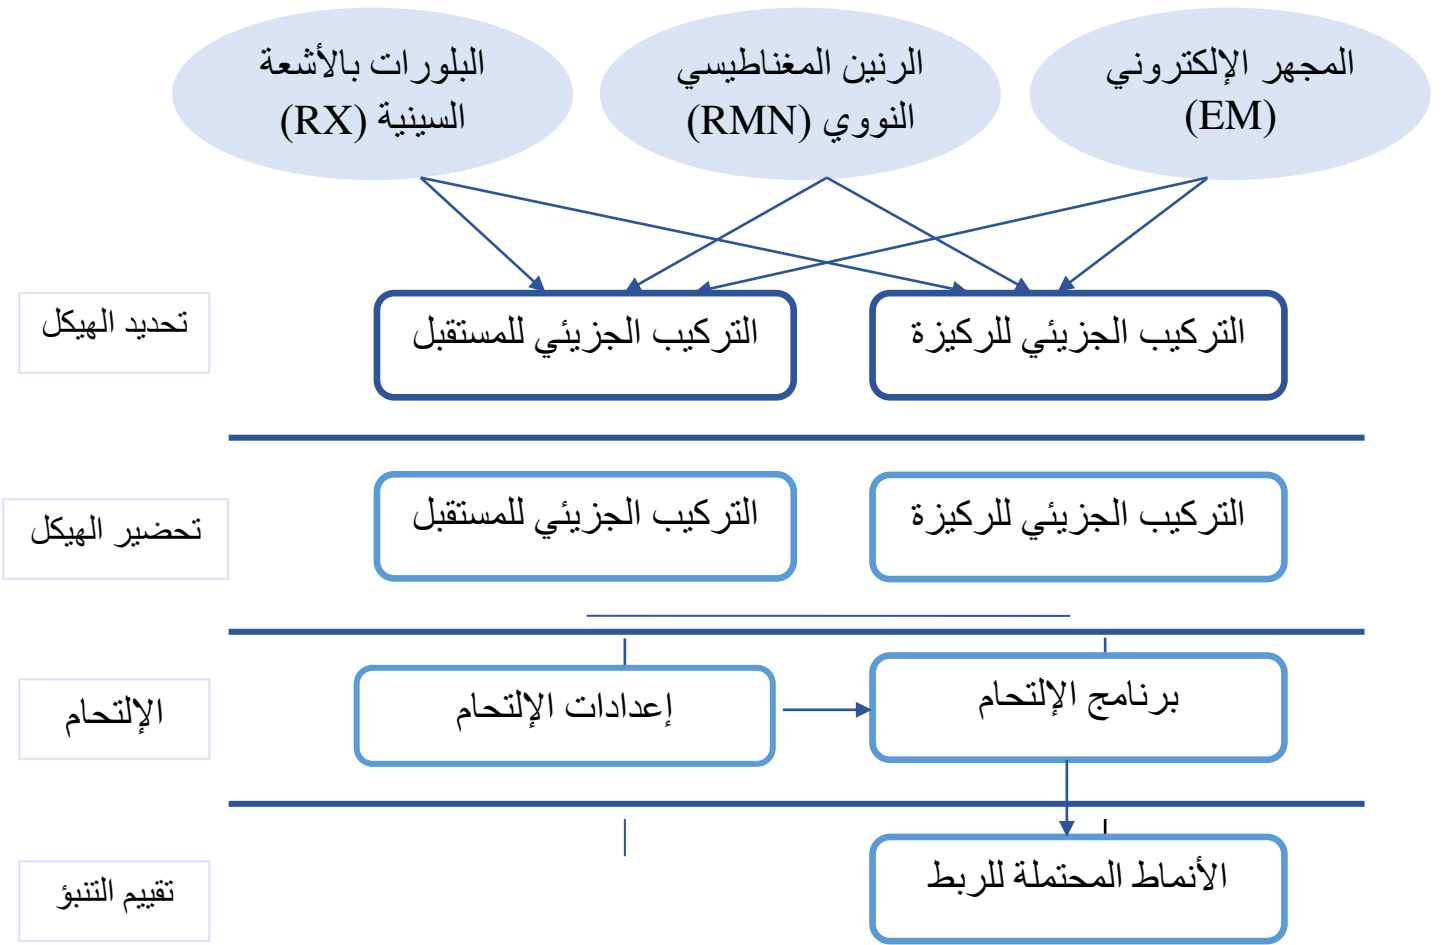 المجهر الإلكتروني
(EM)
الرنين المغناطيسي
النووي (RMN)
البلورات بالأشعة
السينية (RX)
التركيب الجزيئي للركيزة
التركيب الجزيئي للمستقبل
تحديد الهيكل
التركيب الجزيئي للركيزة
التركيب الجزيئي للمستقبل
تحضير الهيكل
برنامج الإلتحام
إعدادات الإلتحام
الإلتحام
الأنماط المحتملة للربط
تقييم التنبؤ